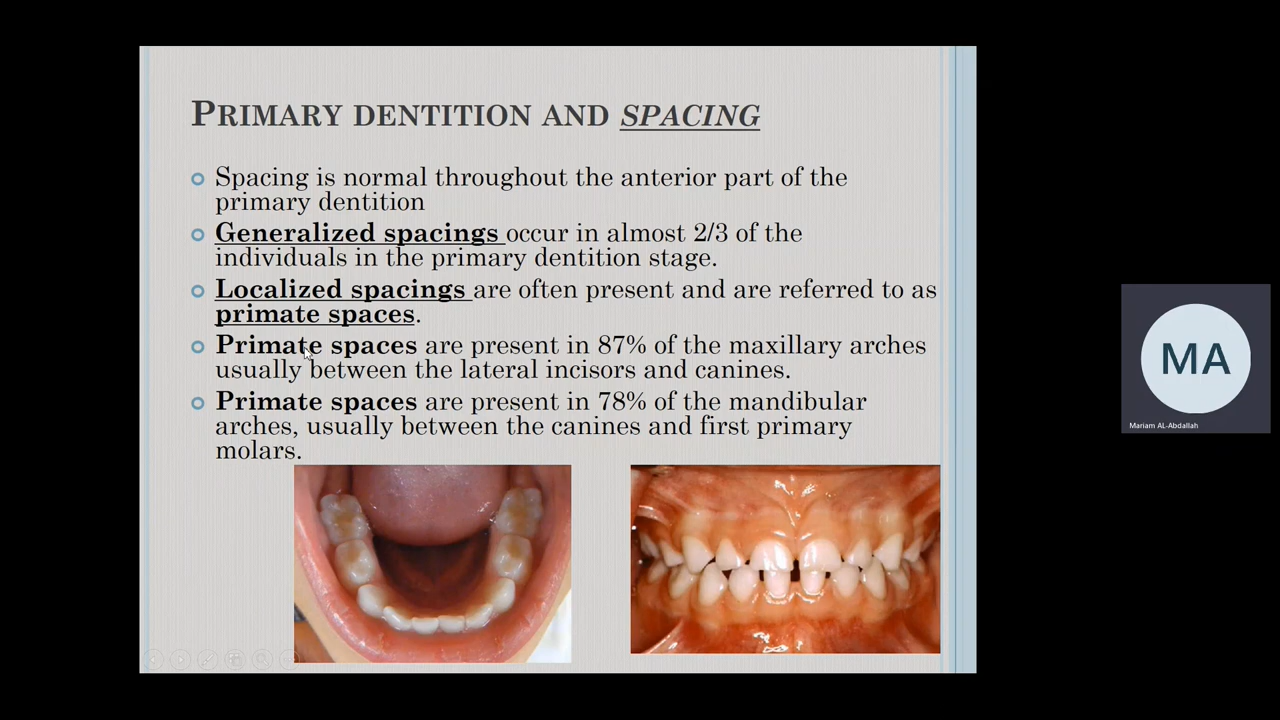 PRIMARY DENTITION AND SPACING
Spacing is normal throughout the anterior part of the
primary dentition
Generalized spacings occur in almost 2/3 of the
individuals in the primary dentition stage.
Localized spacings are often present and are referred to as
primate spaces.
Primate spaces are present in 87% of the maxillary arches
usually between the lateral incisors and canines.
Primate spaces are present in 78% of the mandibular
arches, usually between the canines and first primary
molars.
MA
Mariam AL-Abdallah